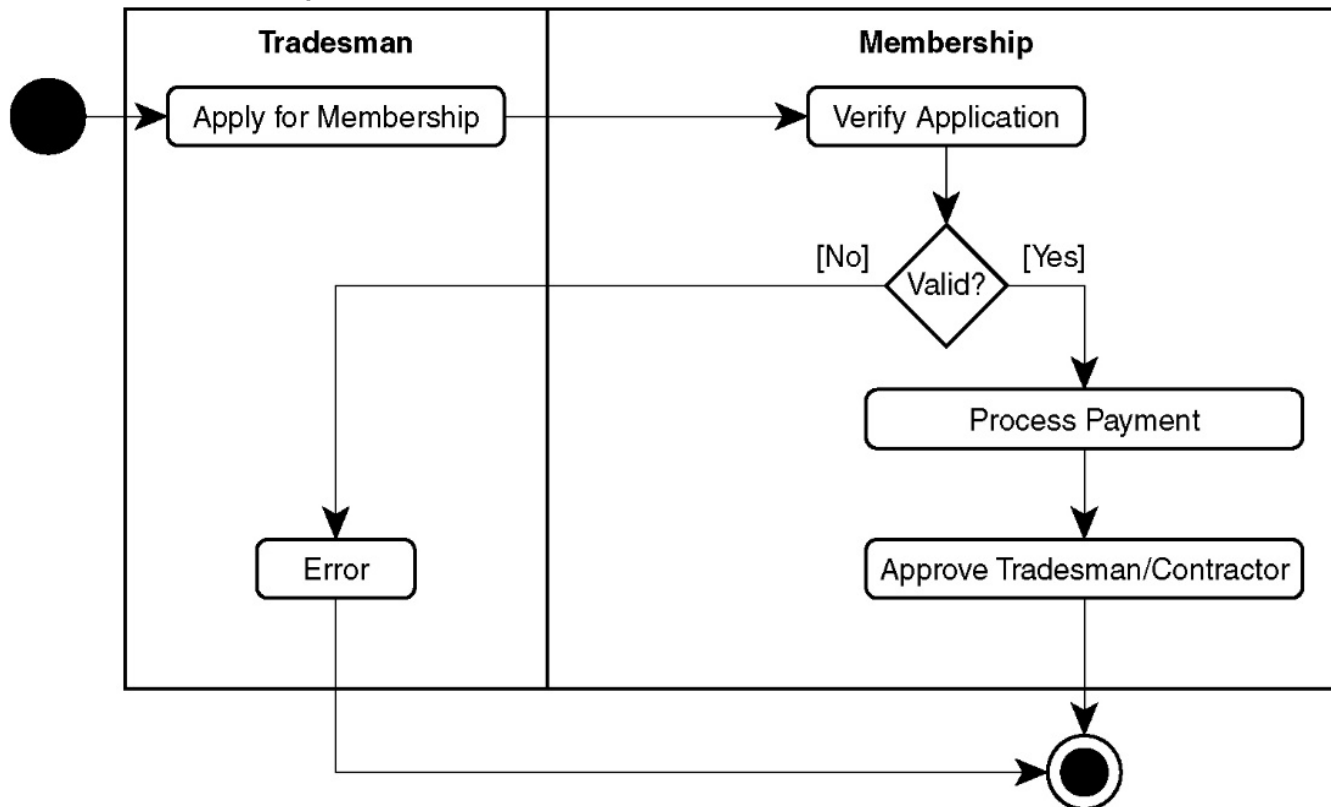 Tradesman
Membership
Apply for Membership
Verify Application
[No]
Valid?
[Yes]
Process Payment
Error
Approve Tradesman/Contractor